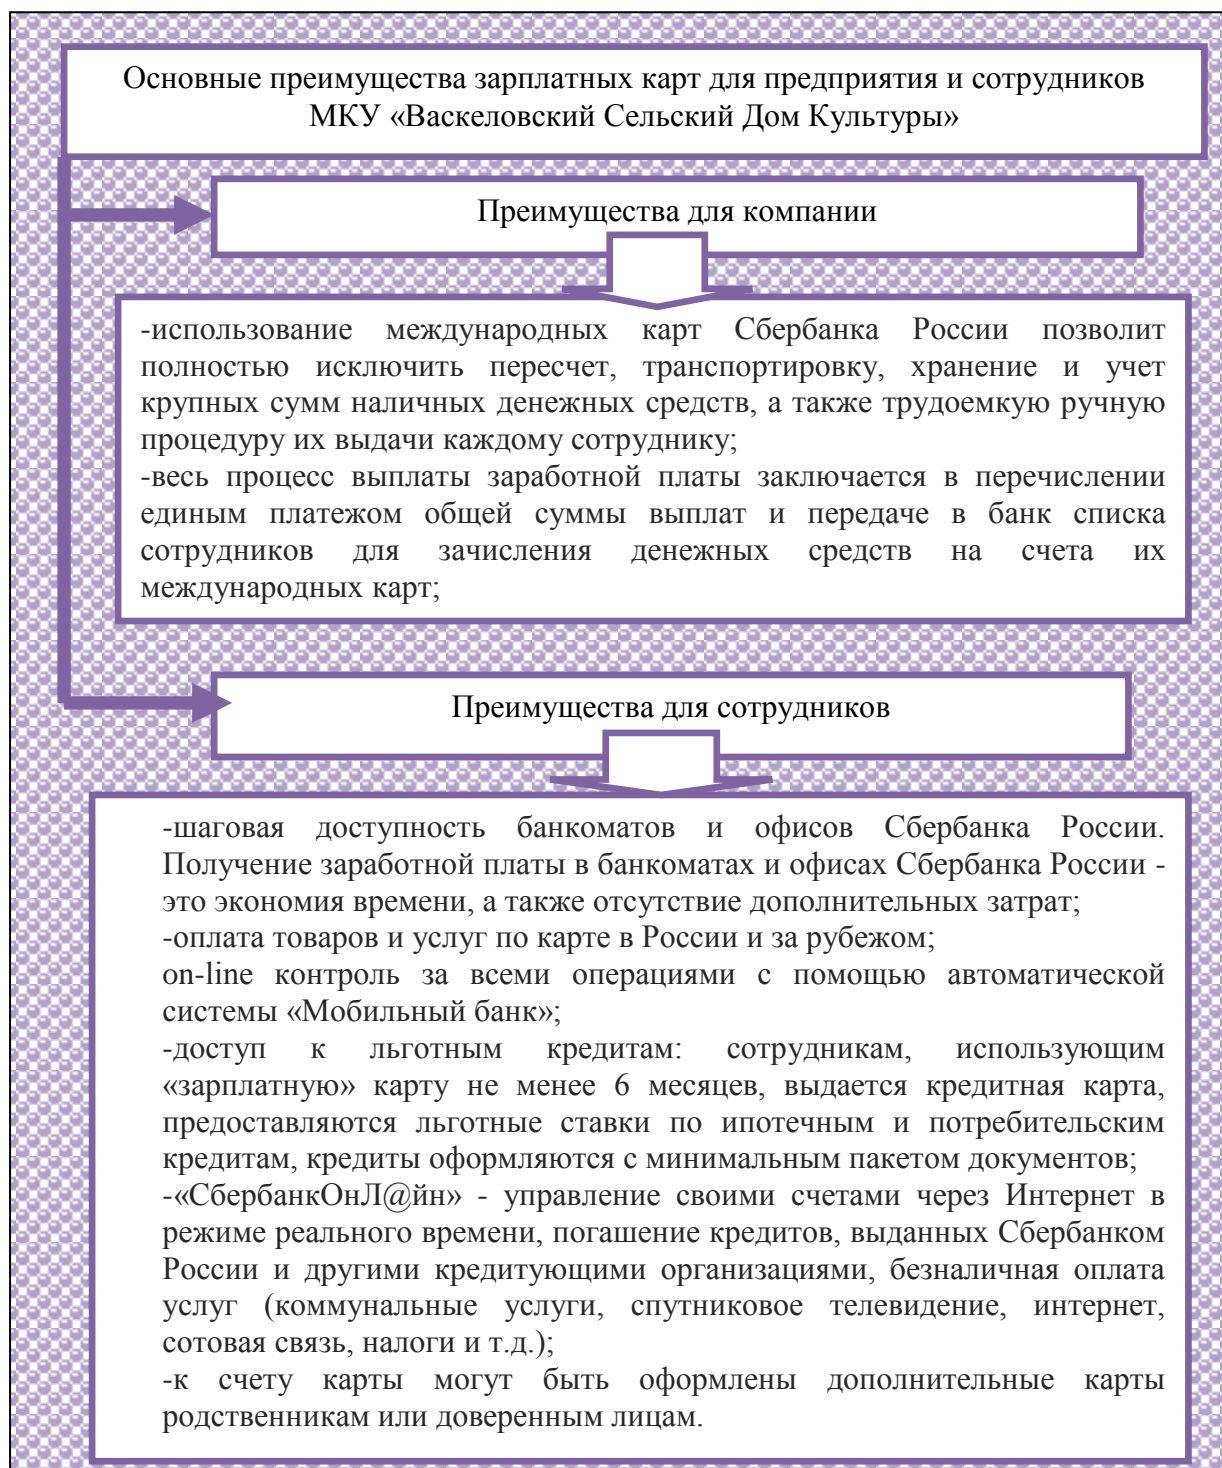 Основные преимущества зарплатных карт для предприятия и сотрудников
МКУ «Васкеловский Сельский Дом Культуры»
Преимущества для компании
-использование международных карт Сбербанка России позволит
полностью исключить пересчет, транспортировку, хранение и учет
крупных сумм наличных денежных средств, а также трудоемкую ручную
процедуру их выдачи каждому сотруднику;
-весь процесс выплаты заработной платы заключается в перечислении
единым платежом общей суммы выплат и передаче в банк списка
сотрудников для зачисления денежных средств на счета их
международных карт;
Преимущества для сотрудников
-шаговая доступность банкоматов и офисов Сбербанка России.
Получение заработной платы в банкоматах и офисах Сбербанка России -
это экономия времени, а также отсутствие дополнительных затрат;
-оплата товаров и услуг по карте в России и за рубежом;
on-line контроль за всеми операциями с помощью автоматической
системы «Мобильный банк»;
-доступ к льготным кредитам: сотрудникам, использующим
«зарплатную» карту не менее 6 месяцев, выдается кредитная карта,
предоставляются льготные ставки по ипотечным и потребительским
кредитам, кредиты оформляются с минимальным пакетом документов;
-«СбербанкОнЛ@йн» - управление своими счетами через Интернет в
режиме реального времени, погашение кредитов, выданных Сбербанком
России и другими кредитующими организациями, безналичная оплата
услуг (коммунальные услуги, спутниковое телевидение, интернет,
сотовая связь, налоги и т.д.);
-к счету карты могут быть оформлены дополнительные карты
родственникам или доверенным лицам.